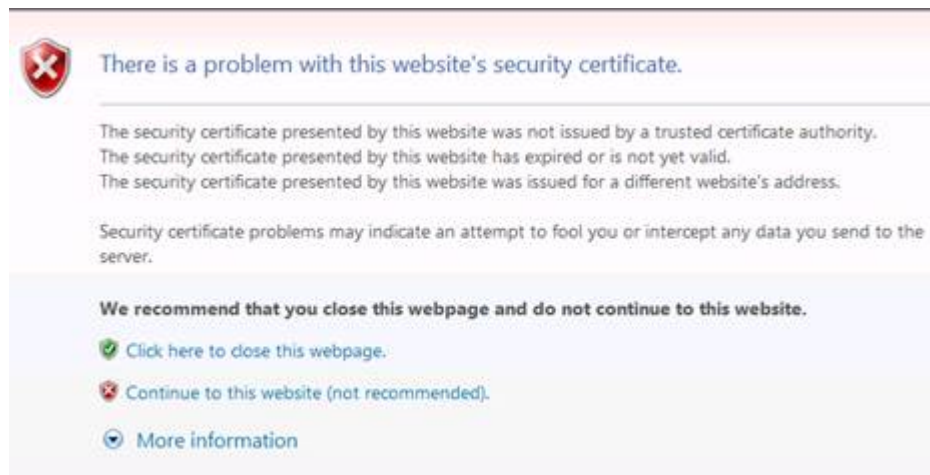 There is a problem with this website's security certificate.
The security certificate presented by this website was not issued by a trusted certificate authority.
The security certificate presented by this website has expired or is not yet valid.
The security certificate presented by this website was issued for a different website's address.
Security certificate problems may indicate an attempt to fool you or intercept any data you send to the
server.
We recommend that you close this webpage and do not continue to this website.
Click here to close this webpage.
Continue to this website (not recommended).
More information